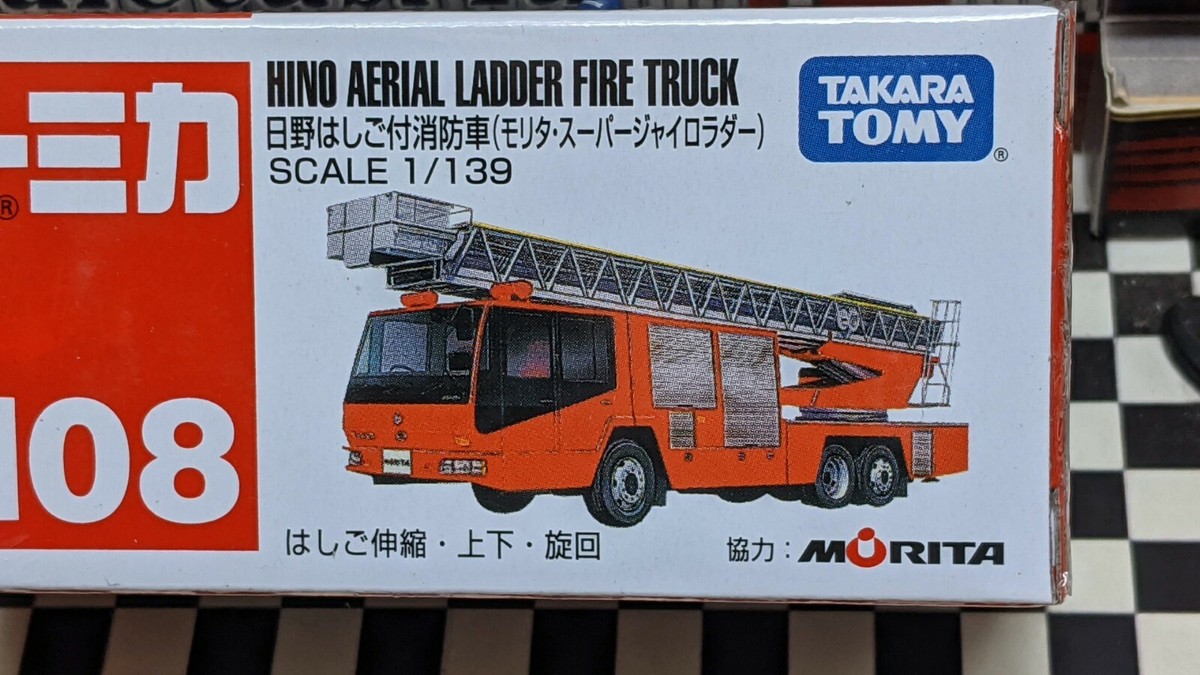 トミカ
®
108
HINO AERIAL LADDER FIRE TRUCK
日野はしご付消防車(モリタ・スーパージャイロラダー)
SCALE 1/139
TAKARA
TOMY
®
MORITA
はしご伸縮・上下・旋回
協力:MORITA